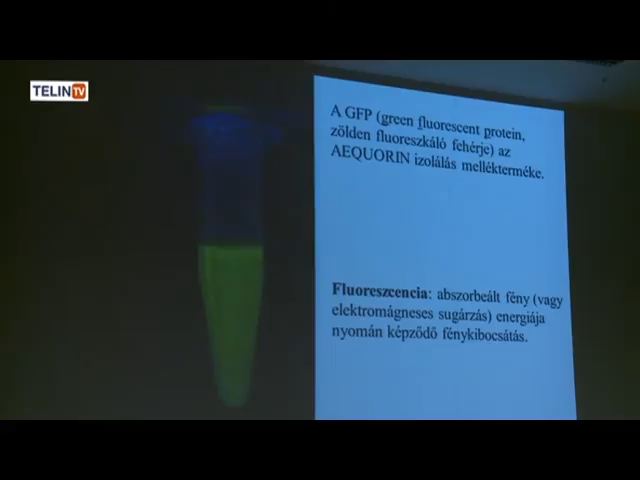 TELIN TV
A GFP (green fluorescent protein,
zölden fluoreszkáló fehérje) az
AEQUORIN izolálás mellékterméke.
Fluoreszcencia: abszorbeált fény (vagy
elektromágneses sugárzás) energiája
nyomán képződő fénykibocsátás.